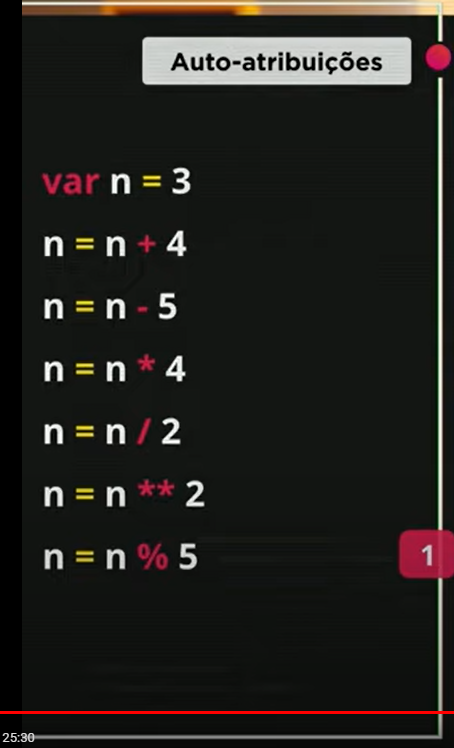 Auto-atribuições
var n = 3
n = n + 4
n = n - 5
n = n * 4
n = n / 2
n = n ** 2
n = n % 5
1
25:30